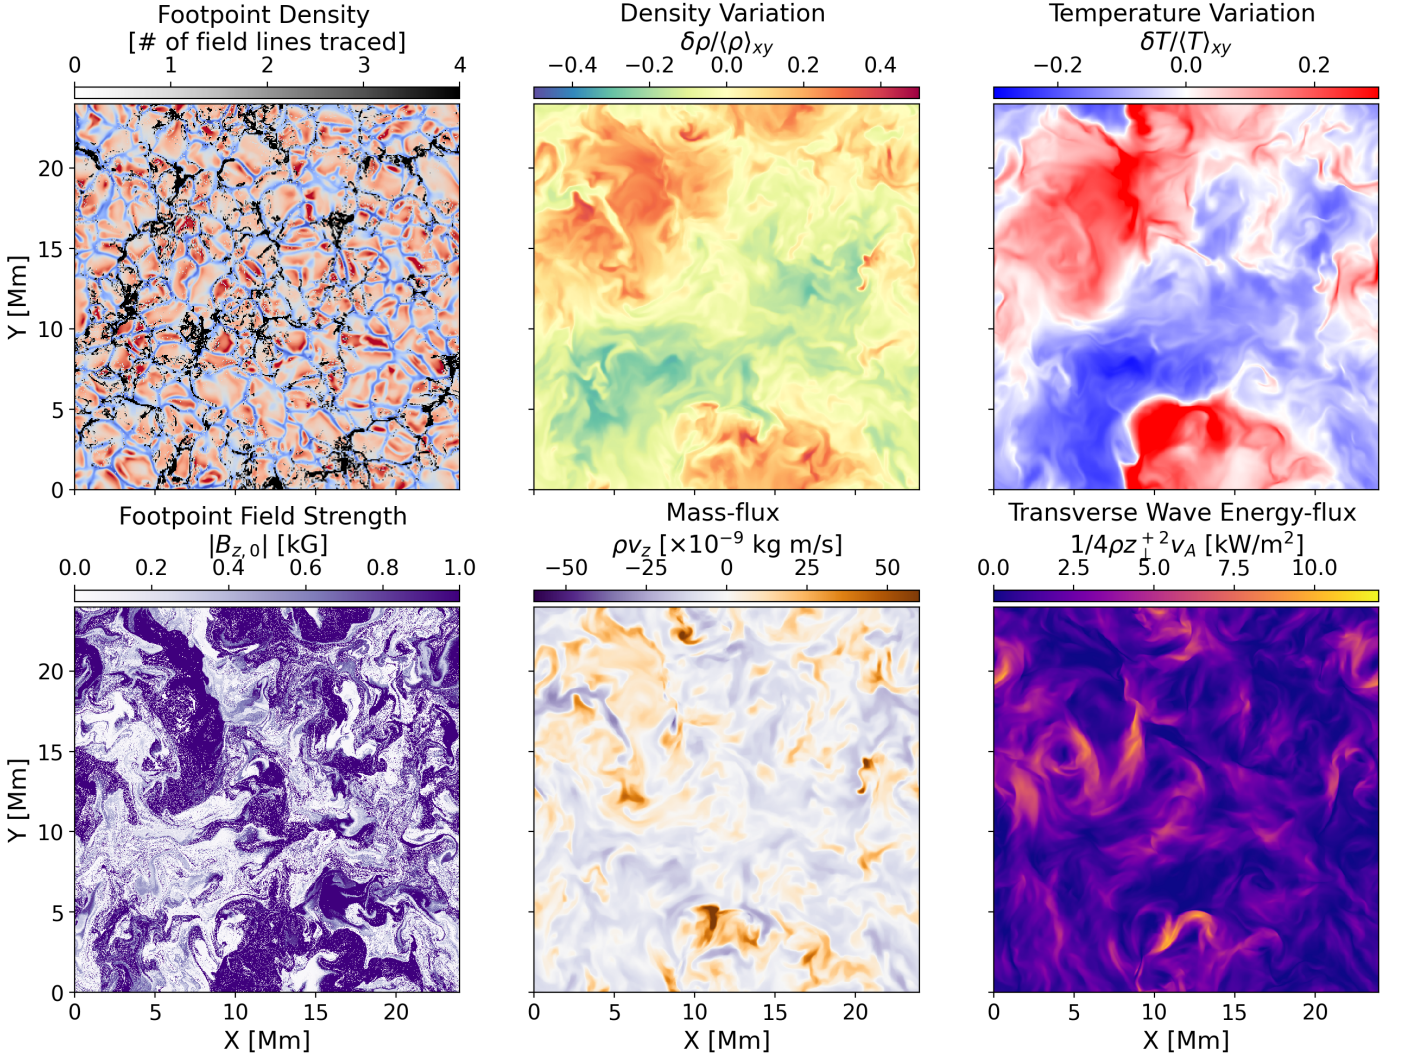 Footpoint Density
[# of field lines traced]
0 1 2 3 4
Density Variation
δρ/⟨ρ⟩xy
−0.4 −0.2 0.0 0.2 0.4
Temperature Variation
δT/⟨T⟩xy
−0.2 0.0 0.2
Y [Mm]
20
15
10
5
0
Footpoint Field Strength
|Bz, 0| [kG]
0.0 0.2 0.4 0.6 0.8 1.0
Mass-flux
ρvz [×10−9 kg m/s]
−50 −25 0 25 50
Transverse Wave Energy-flux
1/4ρz⊥+2vA [kW/m2]
0.0 2.5 5.0 7.5 10.0
Y [Mm]
20
15
10
5
0
0 5 10 15 20
X [Mm]
0 5 10 15 20
X [Mm]
0 5 10 15 20
X [Mm]